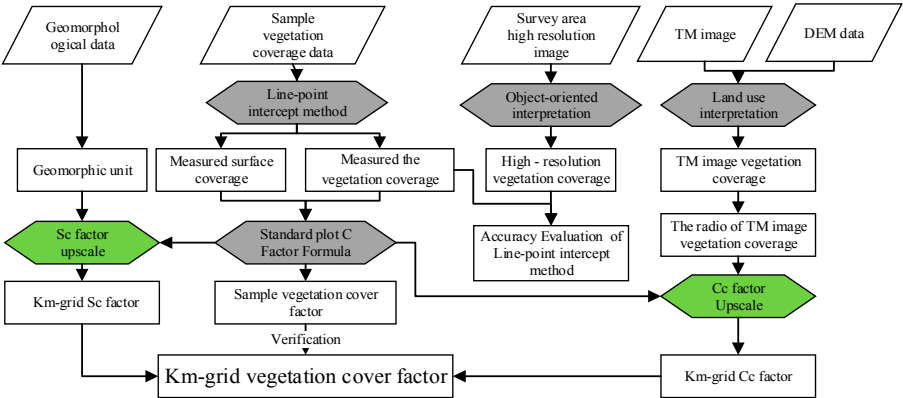 Geomorphol
ogical data
Sample
vegetation
coverage data
Survey area
high resolution
image
TM image
DEM data
Line-point
intercept method
Object-oriented
interpretation
Land use
interpretation
Geomorphic unit
Measured surface
coverage
Measured the
vegetation coverage
High - resolution
vegetation coverage
TM image vegetation
coverage
Sc factor
upscale
Standard plot C
Factor Formula
Accuracy Evaluation of
Line-point intercept
method
The radio of TM image
vegetation coverage
Km-grid Sc factor
Sample vegetation cover
factor
Cc factor
Upscale
Verification
Km-grid vegetation cover factor
Km-grid Cc factor